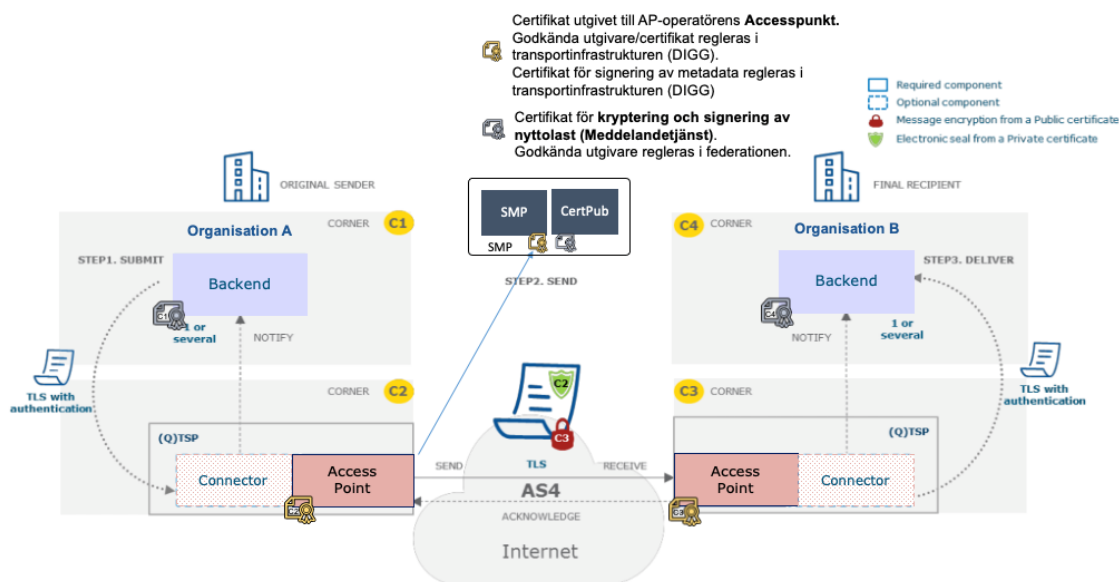 Certifikat utgivet till AP-operatörens Accesspunkt.
Godkända utgivare/certifikat regleras i
transportinfrastrukturen (DIGG).
Certifikat för signering av metadata regleras i
transportinfrastrukturen (DIGG)
Certifikat för kryptering och signering av
nyttolast (Meddelandetjänst).
Godkända utgivare regleras i federationen.
Required component
Optional component
Message encryption from a Public certificate
Electronic seal from a Private certificate
ORIGINAL SENDER
FINAL RECIPIENT
SMP
CertPub
SMP
CORNER
C1
C4
CORNER
Organisation A
Organisation B
STEP1. SUBMIT
STEP2. SEND
STEP3. DELIVER
Backend
Backend
C1
C4
1 or
several
1 or
several
NOTIFY
NOTIFY
TLS with
authentication
TLS with
authentication
CORNER
C2
C3
CORNER
C2
C3
(Q)TSP
(Q)TSP
Connector
Access
Point
SEND
TLS
RECEIVE
Access
Point
Connector
AS4
C2
C3
ACKNOWLEDGE
Internet